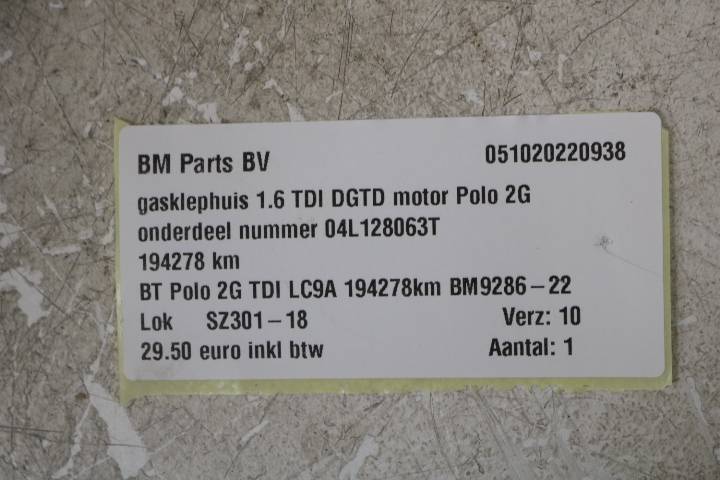 BM Parts BV 051020220938
gasklephuis 1.6 TDI DGTD motor Polo 2G
onderdeel nummer 04L128063T
194278 km
BT Polo 2G TDI LC9A 194278km BM9286-22
Lok SZ301-18 Verz: 10
29.50 euro inkl btw Aantal: 1